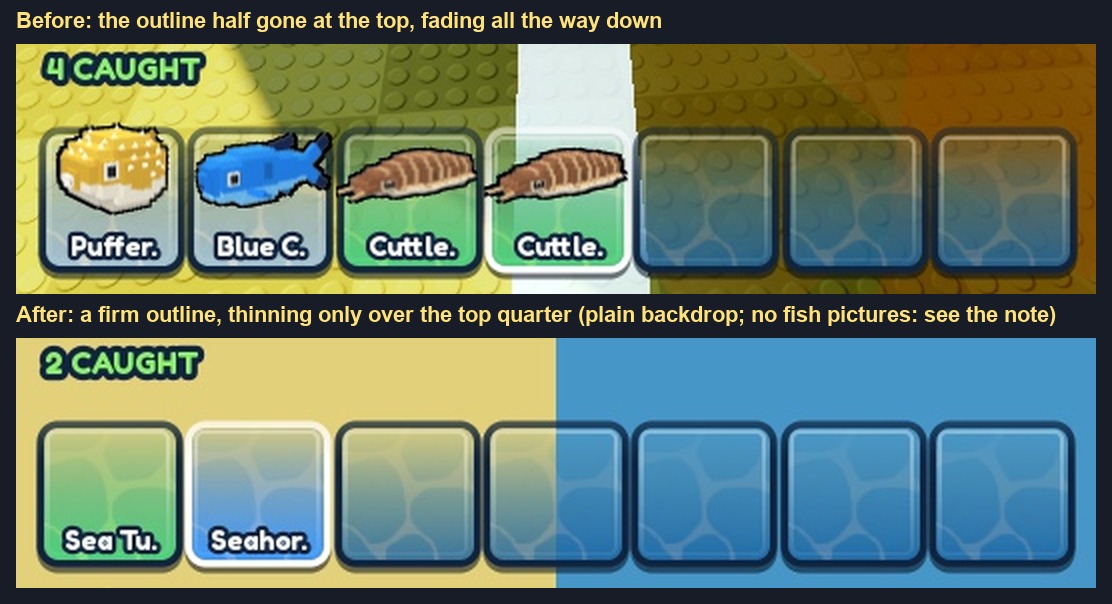 Before: the outline half gone at the top, fading all the way down
4 CAUGHT
Puffer. Blue C. Cuttle. Cuttle.
After: a firm outline, thinning only over the top quarter (plain backdrop; no fish pictures: see the note)
2 CAUGHT
Sea Tu. Seahor.